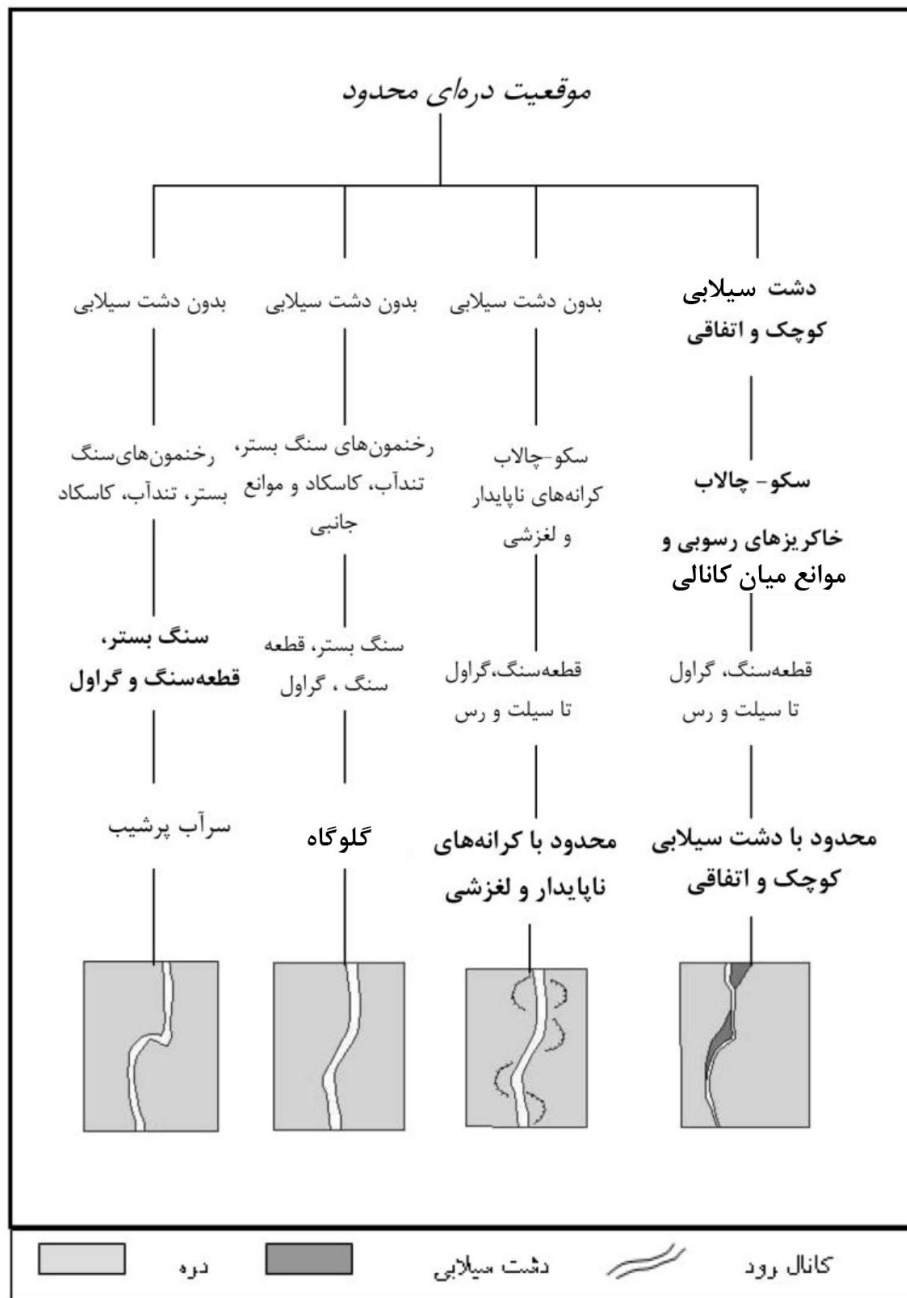 موقعیت دره‌ای محدود
دشت سیلابی
کوچک و اتفاقی
سکو - چالاب
خاکریزهای رسوبی و
موانع میان کانالی
قطعه‌سنگ، گراول
تا سیلت و رس
محدود با دشت سیلابی
کوچک و اتفاقی
بدون دشت سیلابی
سکو-چالاب
کرانه‌های ناپایدار
و لغزشی
قطعه‌سنگ،گراول
تا سیلت و رس
محدود با کرانه‌های
ناپایدار و لغزشی
بدون دشت سیلابی
رخنمون‌های سنگ بستر،
تندآب، کاسکاد و موانع
جانبی
سنگ بستر، قطعه
سنگ ، گراول
گلوگاه
بدون دشت سیلابی
رخنمون‌های‌سنگ
بستر، تندآب، کاسکاد
سنگ بستر،
قطعه‌سنگ و گراول
سرآب پرشیب
کانال رود
دشت سیلابی
دره